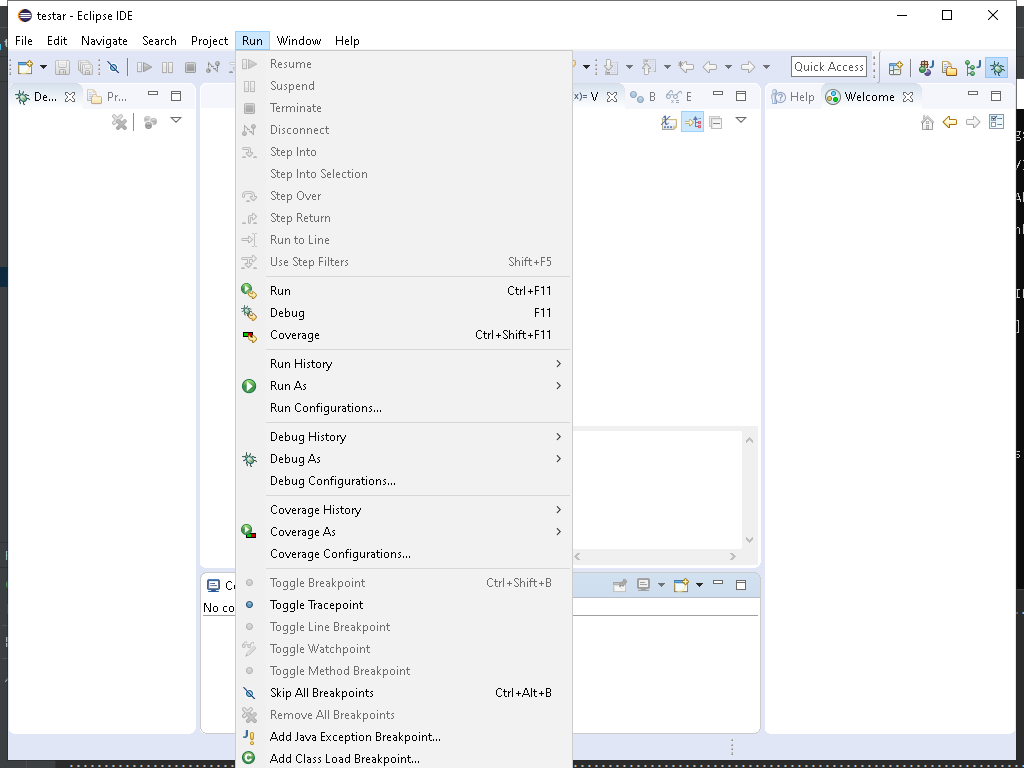 testar - Eclipse IDE
File Edit Navigate Search Project Run Window Help
Quick Access
De... Pr...
(x)= V B E
Help Welcome
Resume
Suspend
Terminate
Disconnect
Step Into
Step Into Selection
Step Over
Step Return
Run to Line
Use Step Filters Shift+F5
Run Ctrl+F11
Debug F11
Coverage Ctrl+Shift+F11
Run History
Run As
Run Configurations...
Debug History
Debug As
Debug Configurations...
Coverage History
Coverage As
Coverage Configurations...
Toggle Breakpoint Ctrl+Shift+B
Toggle Tracepoint
Toggle Line Breakpoint
Toggle Watchpoint
Toggle Method Breakpoint
Skip All Breakpoints Ctrl+Alt+B
Remove All Breakpoints
Add Java Exception Breakpoint...
Add Class Load Breakpoint...
No co